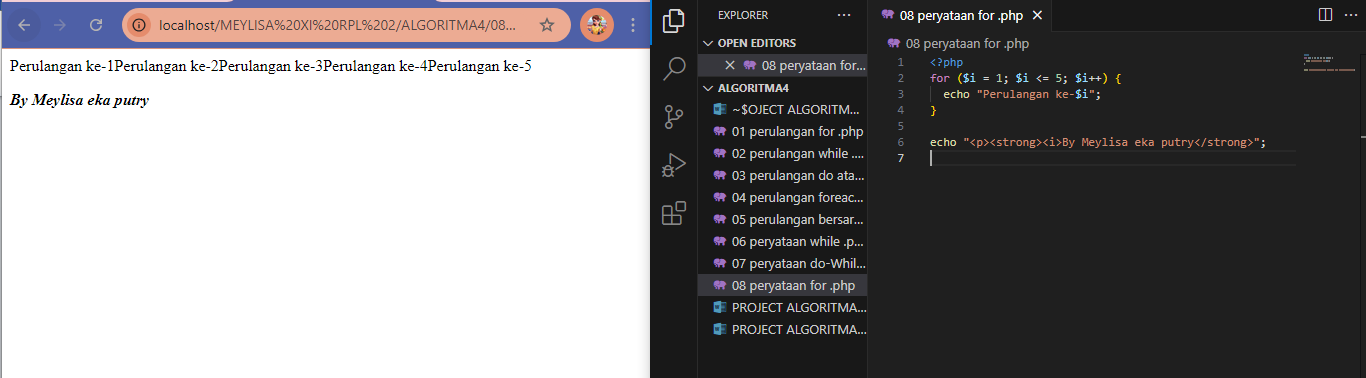 localhost/MEYLISA%20XI%20RPL%202/ALGORITMA4/08...
Perulangan ke-1Perulangan ke-2Perulangan ke-3Perulangan ke-4Perulangan ke-5
By Meylisa eka putry
EXPLORER
OPEN EDITORS
08 peryataan for...
ALGORITMA4
~$OJECT ALGORITM...
01 perulangan for .php
02 perulangan while ....
03 perulangan do ata...
04 perulangan foreac...
05 perulangan bersar...
06 peryataan while .p...
07 peryataan do-Whil...
08 peryataan for .php
PROJECT ALGORITMA...
PROJECT ALGORITMA...
08 peryataan for .php
08 peryataan for .php
1 <?php
2 for ($i = 1; $i <= 5; $i++) {
3 echo "Perulangan ke-$i";
4 }
5
6 echo "<p><strong><i>By Meylisa eka putry</strong>";
7